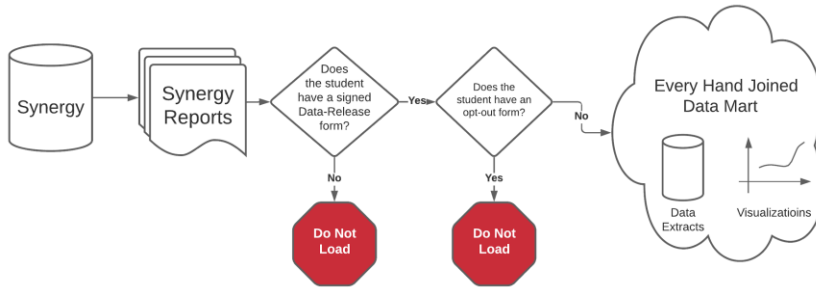 Synergy
Synergy
Reports
Does
the student
have a signed
Data-Release
form?
Yes
Does the
student have an
opt-out form?
No
Every Hand Joined
Data Mart
Data
Extracts
Visualizatioins
No
Yes
Do Not
Load
Do Not
Load